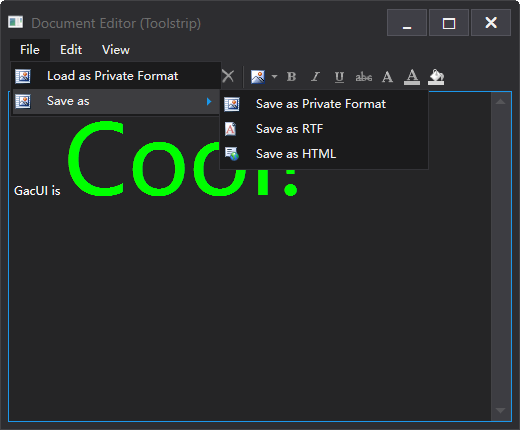 Document Editor (Toolstrip)
File Edit View
Load as Private Format
Save as
B I U abc A A
Save as Private Format
Save as RTF
Save as HTML
GacUI is Cool!